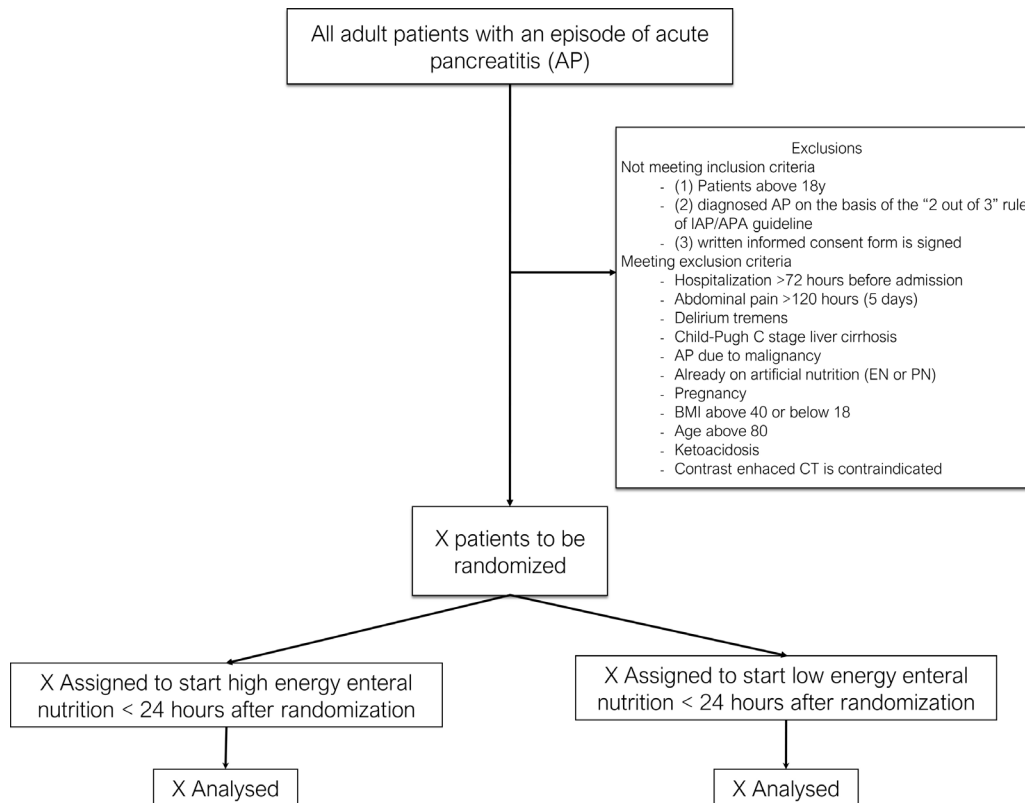 All adult patients with an episode of acute
pancreatitis (AP)
Exclusions
Not meeting inclusion criteria
- (1) Patients above 18y
- (2) diagnosed AP on the basis of the “2 out of 3” rule
of IAP/APA guideline
- (3) written informed consent form is signed
Meeting exclusion criteria
- Hospitalization >72 hours before admission
- Abdominal pain >120 hours (5 days)
- Delirium tremens
- Child-Pugh C stage liver cirrhosis
- AP due to malignancy
- Already on artificial nutrition (EN or PN)
- Pregnancy
- BMI above 40 or below 18
- Age above 80
- Ketoacidosis
- Contrast enhaced CT is contraindicated
X patients to be
randomized
X Assigned to start high energy enteral
nutrition < 24 hours after randomization
X Assigned to start low energy enteral
nutrition < 24 hours after randomization
X Analysed
X Analysed